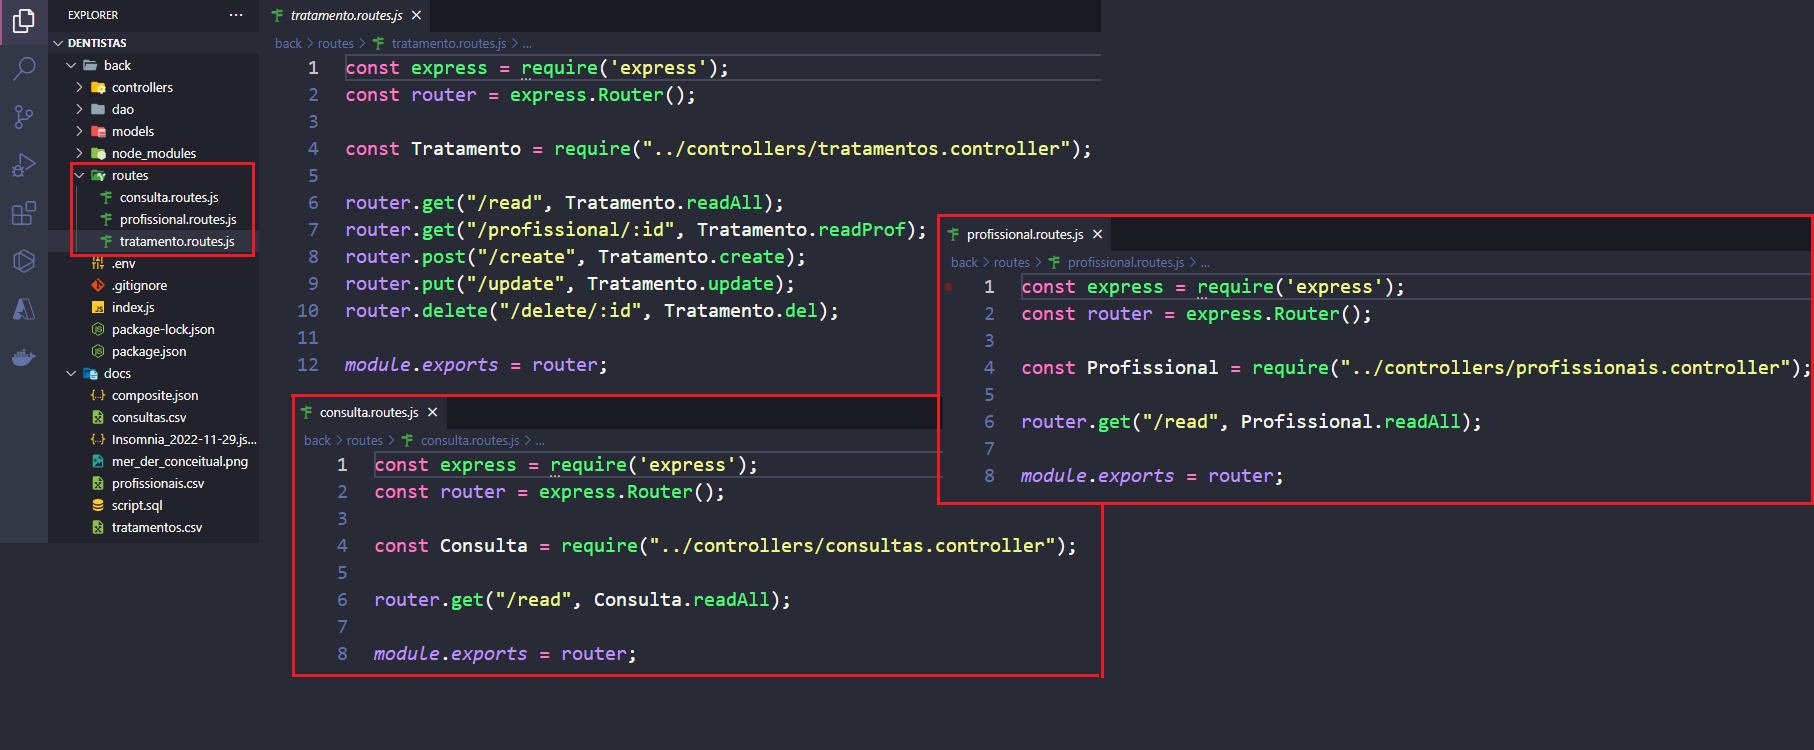 EXPLORER ...
DENTISTAS
back
controllers
dao
models
node_modules
routes
consulta.routes.js
profissional.routes.js
tratamento.routes.js
.env
.gitignore
index.js
package-lock.json
package.json
docs
composite.json
consultas.csv
Insomnia_2022-11-29.js...
mer_der_conceitual.png
profissionais.csv
script.sql
tratamentos.csv
tratamento.routes.js
back > routes > tratamento.routes.js > ...
1 const express = require('express');
2 const router = express.Router();
3
4 const Tratamento = require("../controllers/tratamentos.controller");
5
6 router.get("/read", Tratamento.readAll);
7 router.get("/profissional/:id", Tratamento.readProf);
8 router.post("/create", Tratamento.create);
9 router.put("/update", Tratamento.update);
10 router.delete("/delete/:id", Tratamento.del);
11
12 module.exports = router;
profissional.routes.js
back > routes > profissional.routes.js > ...
1 const express = require('express');
2 const router = express.Router();
3
4 const Profissional = require("../controllers/profissionais.controller");
5
6 router.get("/read", Profissional.readAll);
7
8 module.exports = router;
consulta.routes.js
back > routes > consulta.routes.js > ...
1 const express = require('express');
2 const router = express.Router();
3
4 const Consulta = require("../controllers/consultas.controller");
5
6 router.get("/read", Consulta.readAll);
7
8 module.exports = router;